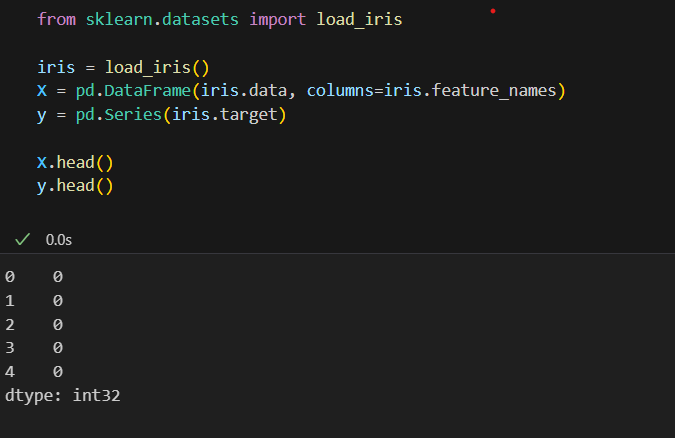 from sklearn.datasets import load_iris
iris = load_iris()
X = pd.DataFrame(iris.data, columns=iris.feature_names)
y = pd.Series(iris.target)
X.head()
y.head()
0.0s
0 0
1 0
2 0
3 0
4 0
dtype: int32